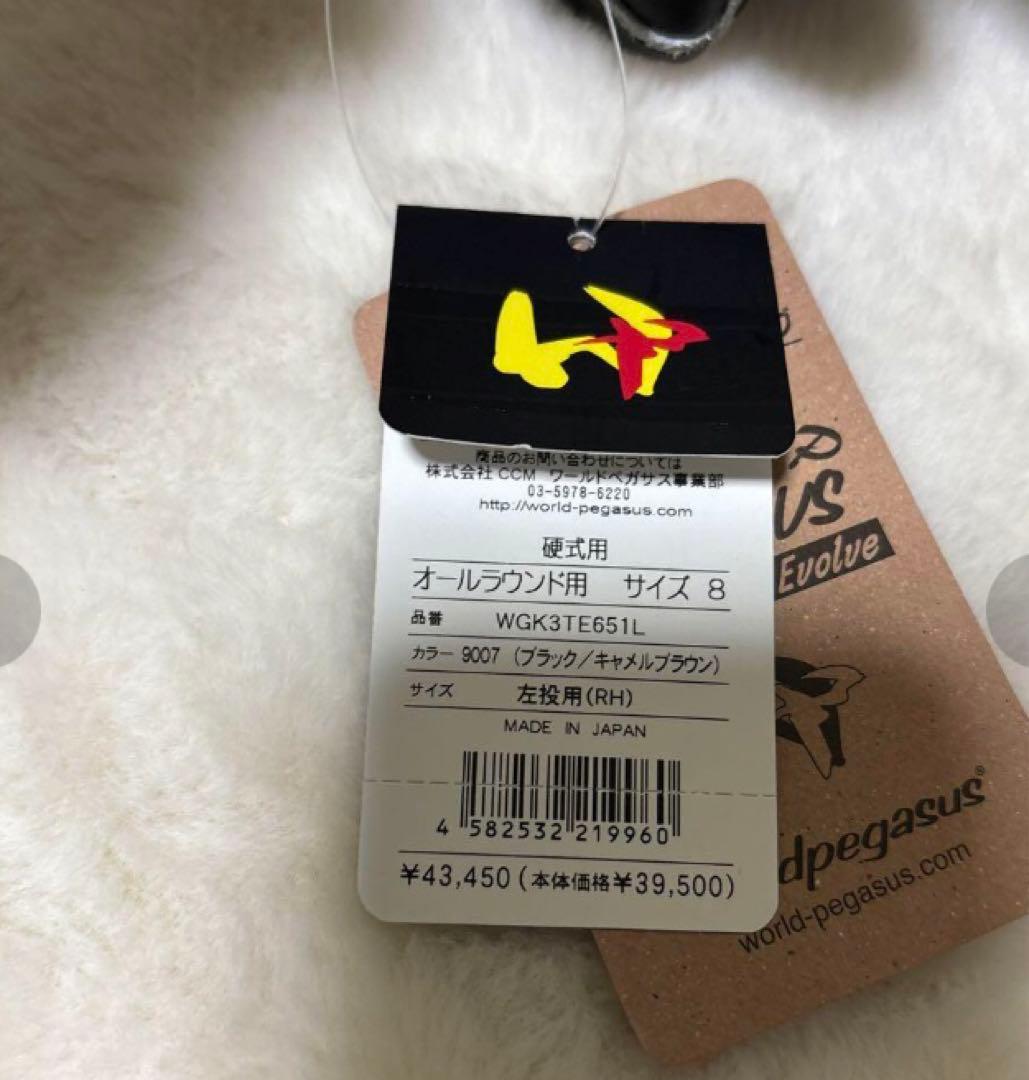 商品のお問い合わせについては
株式会社 CCM ワールドペガサス事業部
03-5978-6220
http://world-pegasus.com
硬式用
オールラウンド用 サイズ 8
品番 WGK3TE651L
カラー 9007 (ブラック/キャメルブラウン)
サイズ 左投用(RH)
MADE IN JAPAN
4 582532 219960
¥43,450(本体価格¥39,500)
Evolve
world-pegasus.com